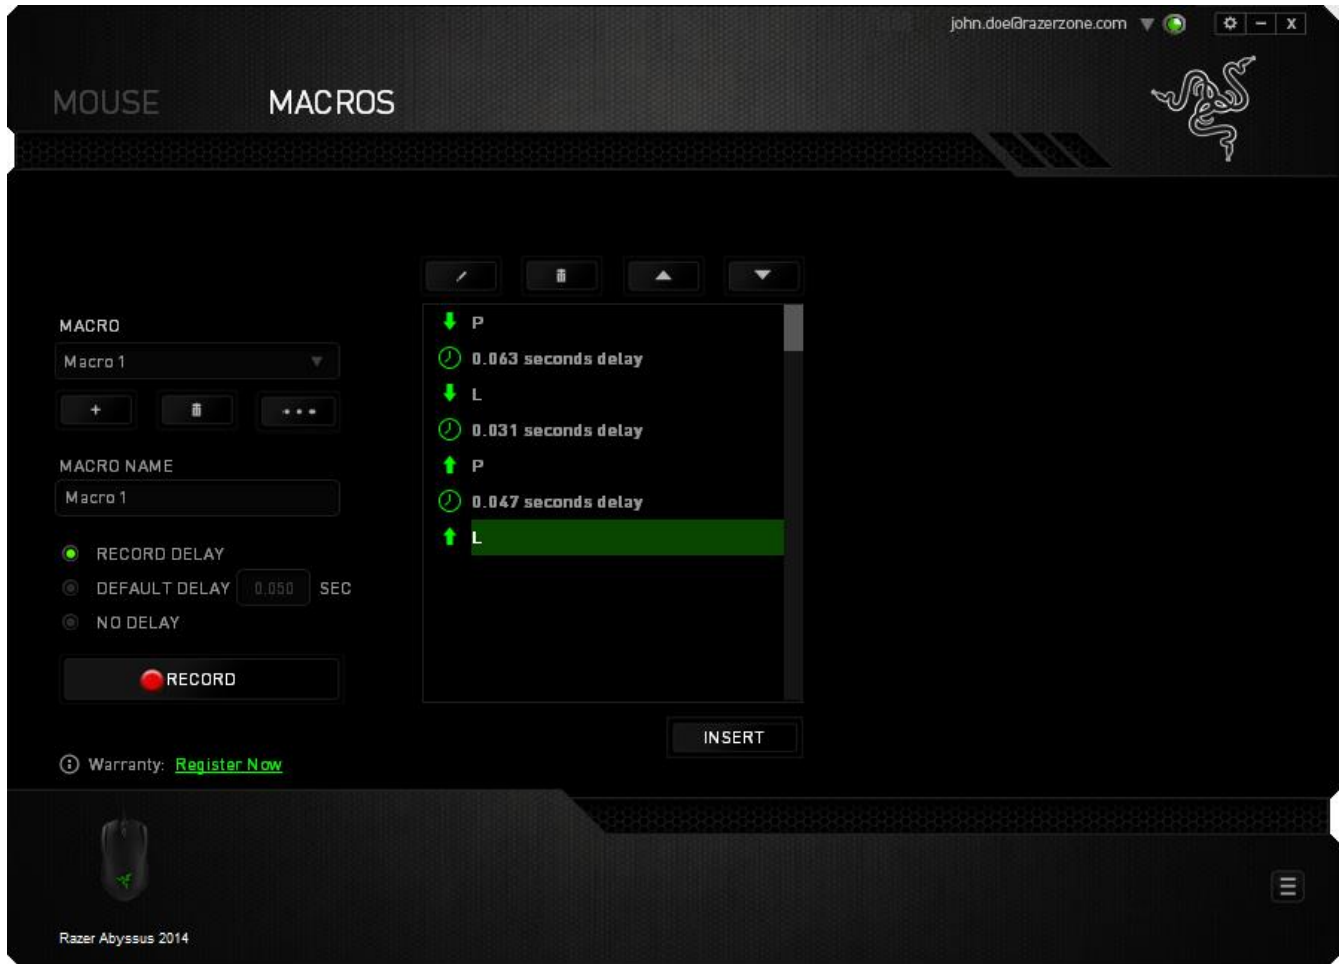 john.doe@razerzone.com
X
MOUSE MACROS
MACRO
Macro 1
MACRO NAME
Macro 1
RECORD DELAY
DEFAULT DELAY 0.050 SEC
NO DELAY
RECORD
P
0.063 seconds delay
L
0.031 seconds delay
P
0.047 seconds delay
L
INSERT
Warranty: Register Now
Razer Abyssus 2014